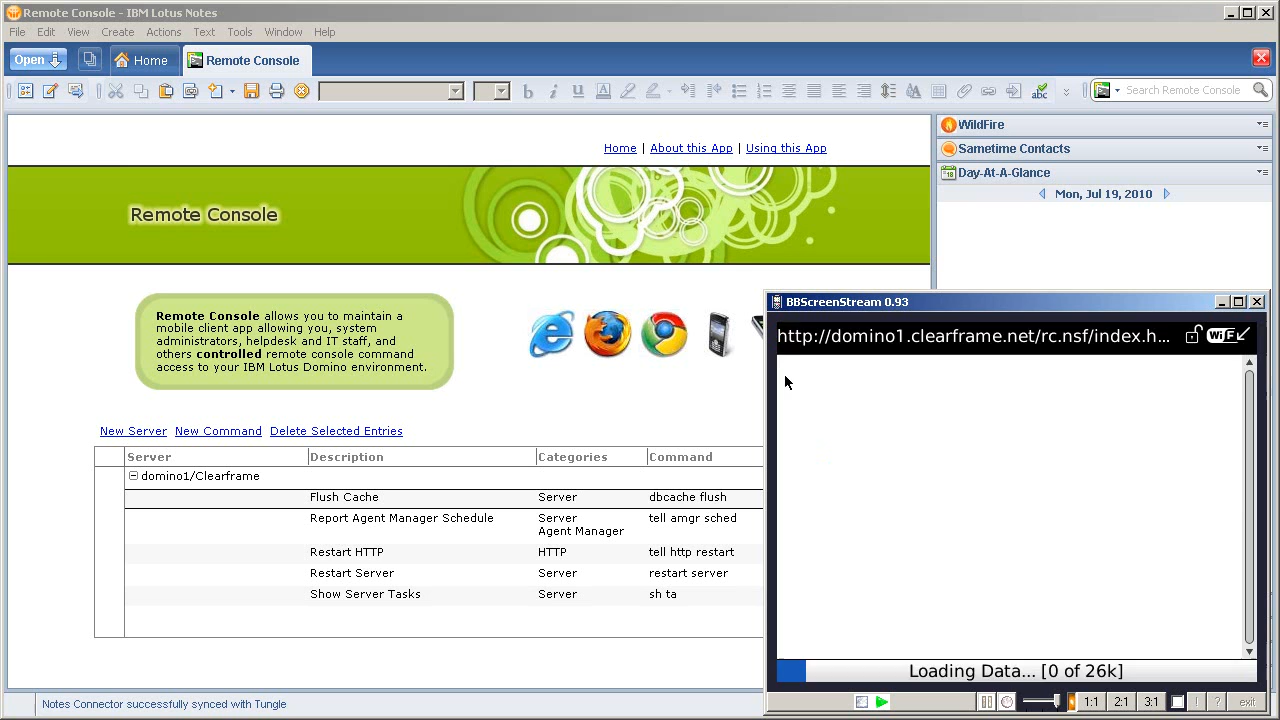 Remote Console - IBM Lotus Notes
File Edit View Create Actions Text Tools Window Help
Open Home Remote Console
b i u A abc Search Remote Console
Home | About this App | Using this App
Remote Console
Remote Console allows you to maintain a
mobile client app allowing you, system
administrators, helpdesk and IT staff, and
others controlled remote console command
access to your IBM Lotus Domino environment.
New Server New Command Delete Selected Entries
Server Description Categories Command
domino1/Clearframe
Flush Cache Server dbcache flush
Report Agent Manager Schedule Server tell amgr sched
Agent Manager
Restart HTTP HTTP tell http restart
Restart Server Server restart server
Show Server Tasks Server sh ta
Notes Connector successfully synced with Tungle
WildFire
Sametime Contacts
Day-At-A-Glance
Mon, Jul 19, 2010
BBScreenStream 0.93
http://domino1.clearframe.net/rc.nsf/index.h... WiFi
Loading Data... [0 of 26k]
1:1 2:1 3:1 ! ? exit